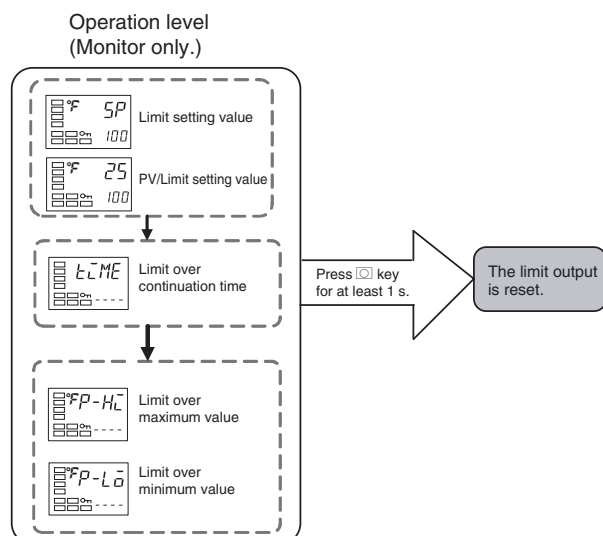 Operation level
(Monitor only.)
°F SP
100
Limit setting value
°F 25
100
PV/Limit setting value
tiME
----
Limit over
continuation time
Press key
for at least 1 s.
The limit output
is reset.
°F P-Hi
----
Limit over
maximum value
°F P-Lo
----
Limit over
minimum value